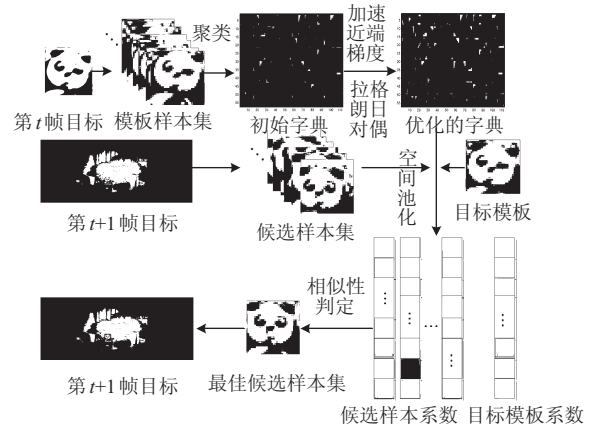 聚类
加速
近端
梯度
拉格
朗日
对偶
第t帧目标
模板样本集
初始字典
优化的字典
空
间
池
化
第t+1帧目标
候选样本集
目标模板
相似性
判定
第t+1帧目标
最佳候选样本集
候选样本系数
目标模板系数